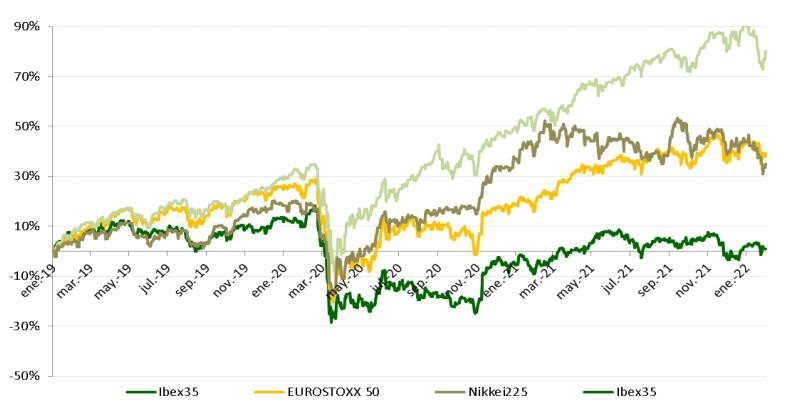 90%
70%
50%
30%
10%
-10%
-30%
-50%
ene.-19
mar.-19
may.-19
jul.-19
sep.-19
nov.-19
ene.-20
mar.-20
may.-20
jul.-20
sep.-20
nov.-20
ene.-21
mar.-21
may.-21
jul.-21
sep.-21
nov.-21
ene.-22
Ibex35 EUROSTOXX 50 Nikkei225 Ibex35